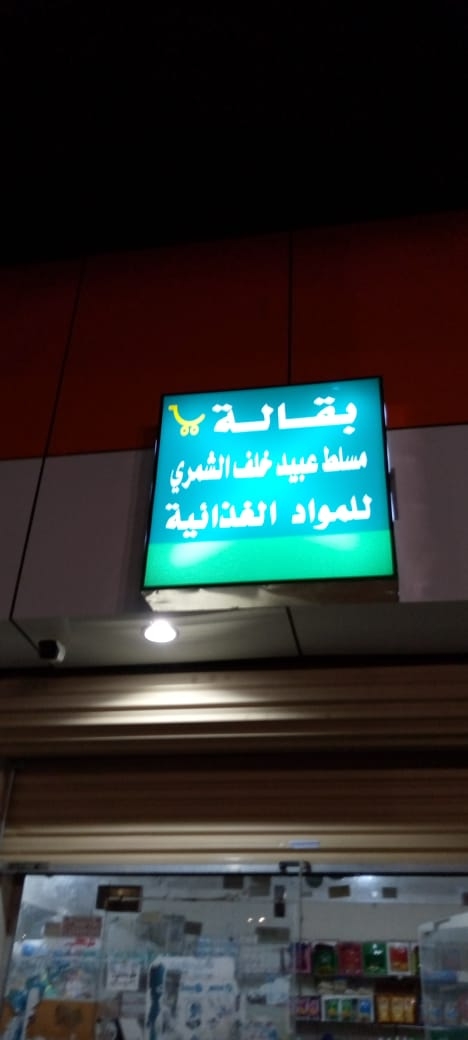 بقالة
مسلط عبيد خلف الشمري
للمواد الغذائية